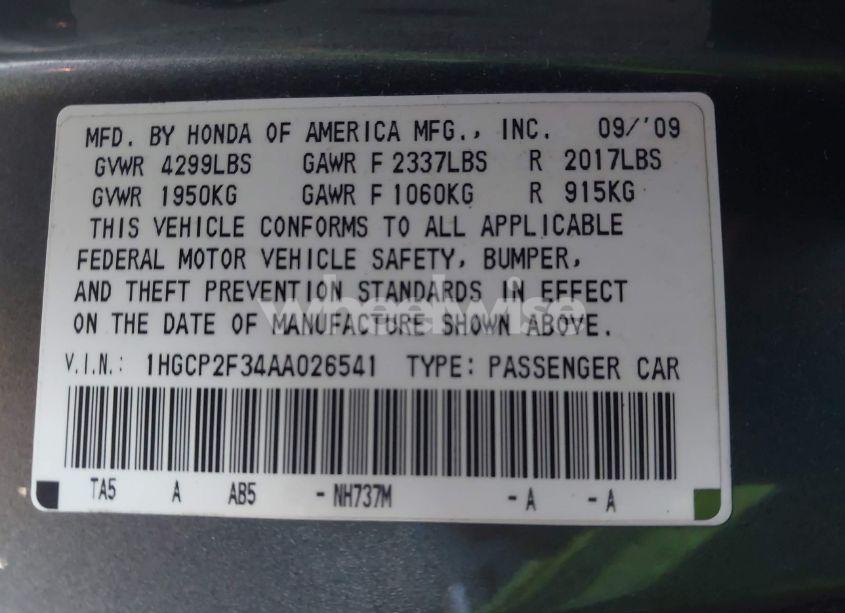 MFD. BY HONDA OF AMERICA MFG., INC. 09/'09
GVWR 4299LBS GAWR F 2337LBS R 2017LBS
GVWR 1950KG GAWR F 1060KG R 915KG
THIS VEHICLE CONFORMS TO ALL APPLICABLE
FEDERAL MOTOR VEHICLE SAFETY, BUMPER,
AND THEFT PREVENTION STANDARDS IN EFFECT
wheelwise
ON THE DATE OF MANUFACTURE SHOWN ABOVE.
V.I.N.: 1HGCP2F34AA026541 TYPE: PASSENGER CAR
TA5 A AB5 - NH737M - A - A